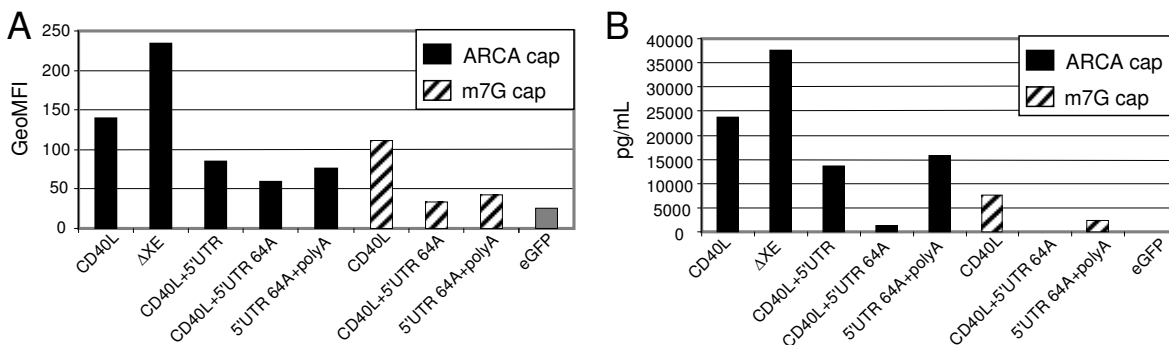 A
GeoMFI
250
200
150
100
50
0
ARCA cap
m7G cap
CD40L
ΔXE
CD40L+5'UTR
CD40L+5'UTR 64A
5'UTR 64A+polyA
CD40L
CD40L+5'UTR 64A
5'UTR 64A+polyA
eGFP
B
pg/mL
40000
35000
30000
25000
20000
15000
10000
5000
0
ARCA cap
m7G cap
CD40L
ΔXE
CD40L+5'UTR
CD40L+5'UTR 64A
5'UTR 64A+polyA
CD40L
CD40L+5'UTR 64A
5'UTR 64A+polyA
eGFP